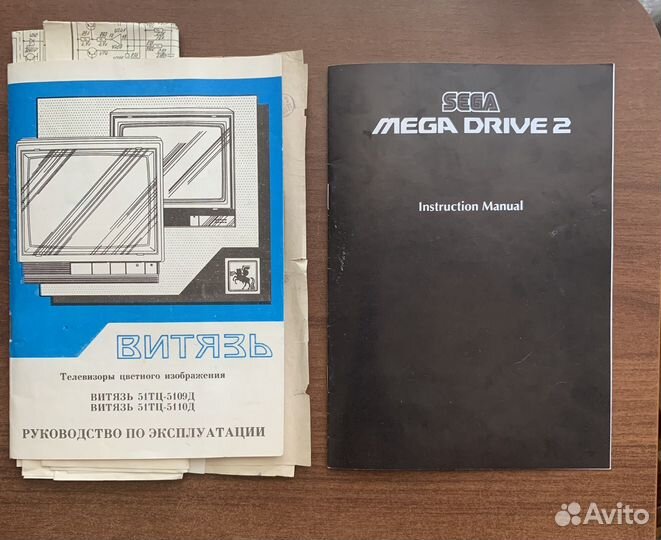 ВИТЯЗЬ
Телевизоры цветного изображения
ВИТЯЗЬ 51ТЦ-5109Д
ВИТЯЗЬ 51ТЦ-5110Д
РУКОВОДСТВО ПО ЭКСПЛУАТАЦИИ
SEGA
MEGA DRIVE 2
Instruction Manual
Avito